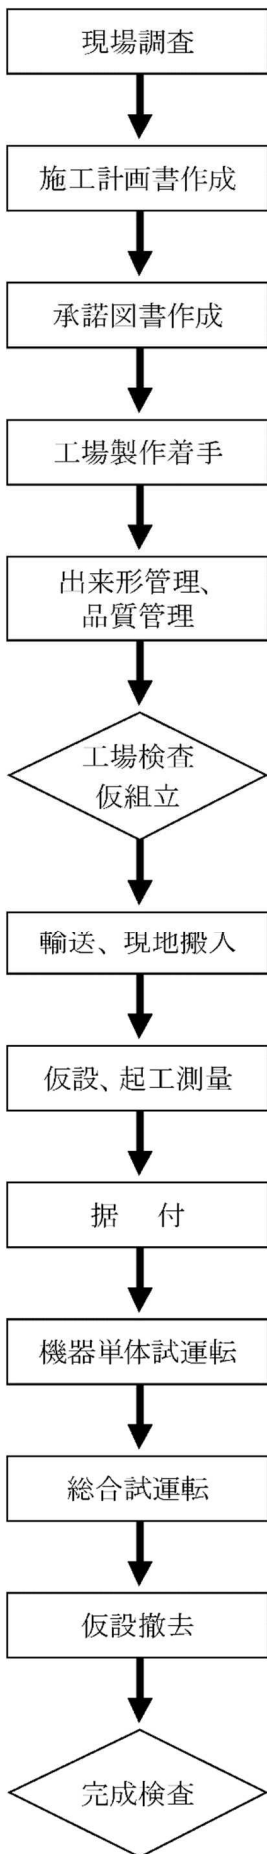 現場調査
施工計画書作成
承諾図書作成
工場製作着手
出来形管理、
品質管理
工場検査
仮組立
輸送、現地搬入
仮設、起工測量
据　付
機器単体試運転
総合試運転
仮設撤去
完成検査